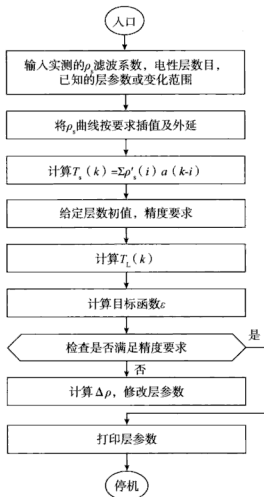 入口
输入实测的ρs滤波系数，电性层数目，
已知的层参数或变化范围
将ρs曲线按要求插值及外延
计算Ts（k）=Σρ's（i）a（k-i）
给定层数初值，精度要求
计算TL（k）
计算目标函数ε
检查是否满足精度要求
是
否
计算Δρ，修改层参数
打印层参数
停机